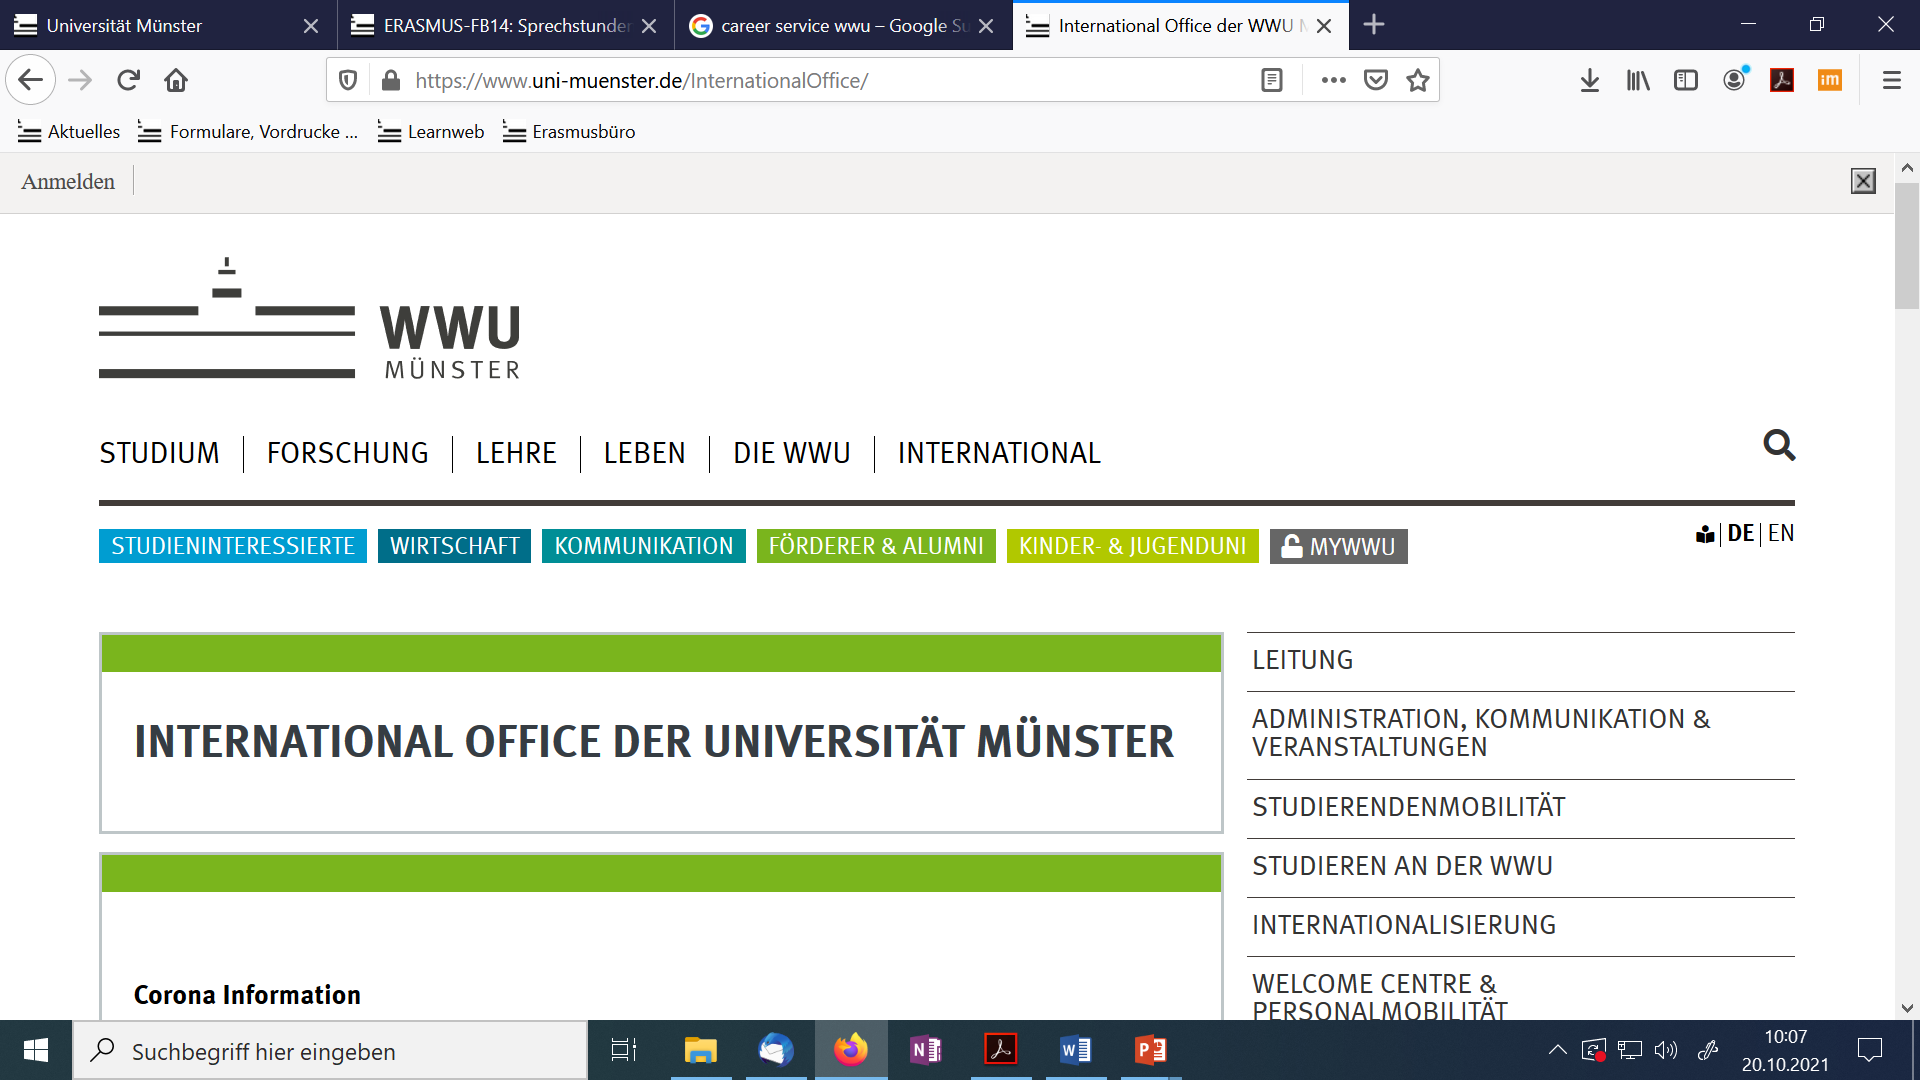 Universität Münster
ERASMUS-FB14: Sprechstunden
career service wwu – Google Su
International Office der WWU M
https://www.uni-muenster.de/InternationalOffice/
im
Aktuelles
Formulare, Vordrucke ...
Learnweb
Erasmusbüro
Anmelden
WWU
MÜNSTER
STUDIUM
FORSCHUNG
LEHRE
LEBEN
DIE WWU
INTERNATIONAL
STUDIENINTERESSIERTE
WIRTSCHAFT
KOMMUNIKATION
FÖRDERER & ALUMNI
KINDER- & JUGENDUNI
MYWWU
DE
EN
INTERNATIONAL OFFICE DER UNIVERSITÄT MÜNSTER
Corona Information
LEITUNG
ADMINISTRATION, KOMMUNIKATION &
VERANSTALTUNGEN
STUDIERENDENMOBILITÄT
STUDIEREN AN DER WWU
INTERNATIONALISIERUNG
WELCOME CENTRE &
PERSONALMOBILITÄT
Suchbegriff hier eingeben
10:07
20.10.2021